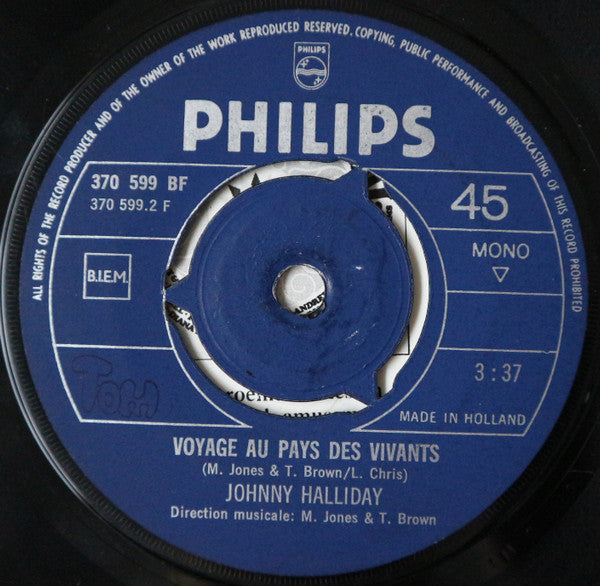 ALL RIGHTS OF THE RECORD PRODUCER AND OF THE OWNER OF THE WORK REPRODUCED RESERVED. COPYING, PUBLIC PERFORMANCE AND BROADCASTING OF THIS RECORD PROHIBITED
PHILIPS
PHILIPS
370 599 BF
370 599.2 F
45
B.I.E.M.
MONO
ANDRE
Tom
3:37
MADE IN HOLLAND
VOYAGE AU PAYS DES VIVANTS
(M. Jones & T. Brown/L. Chris)
JOHNNY HALLIDAY
Direction musicale: M. Jones & T. Brown